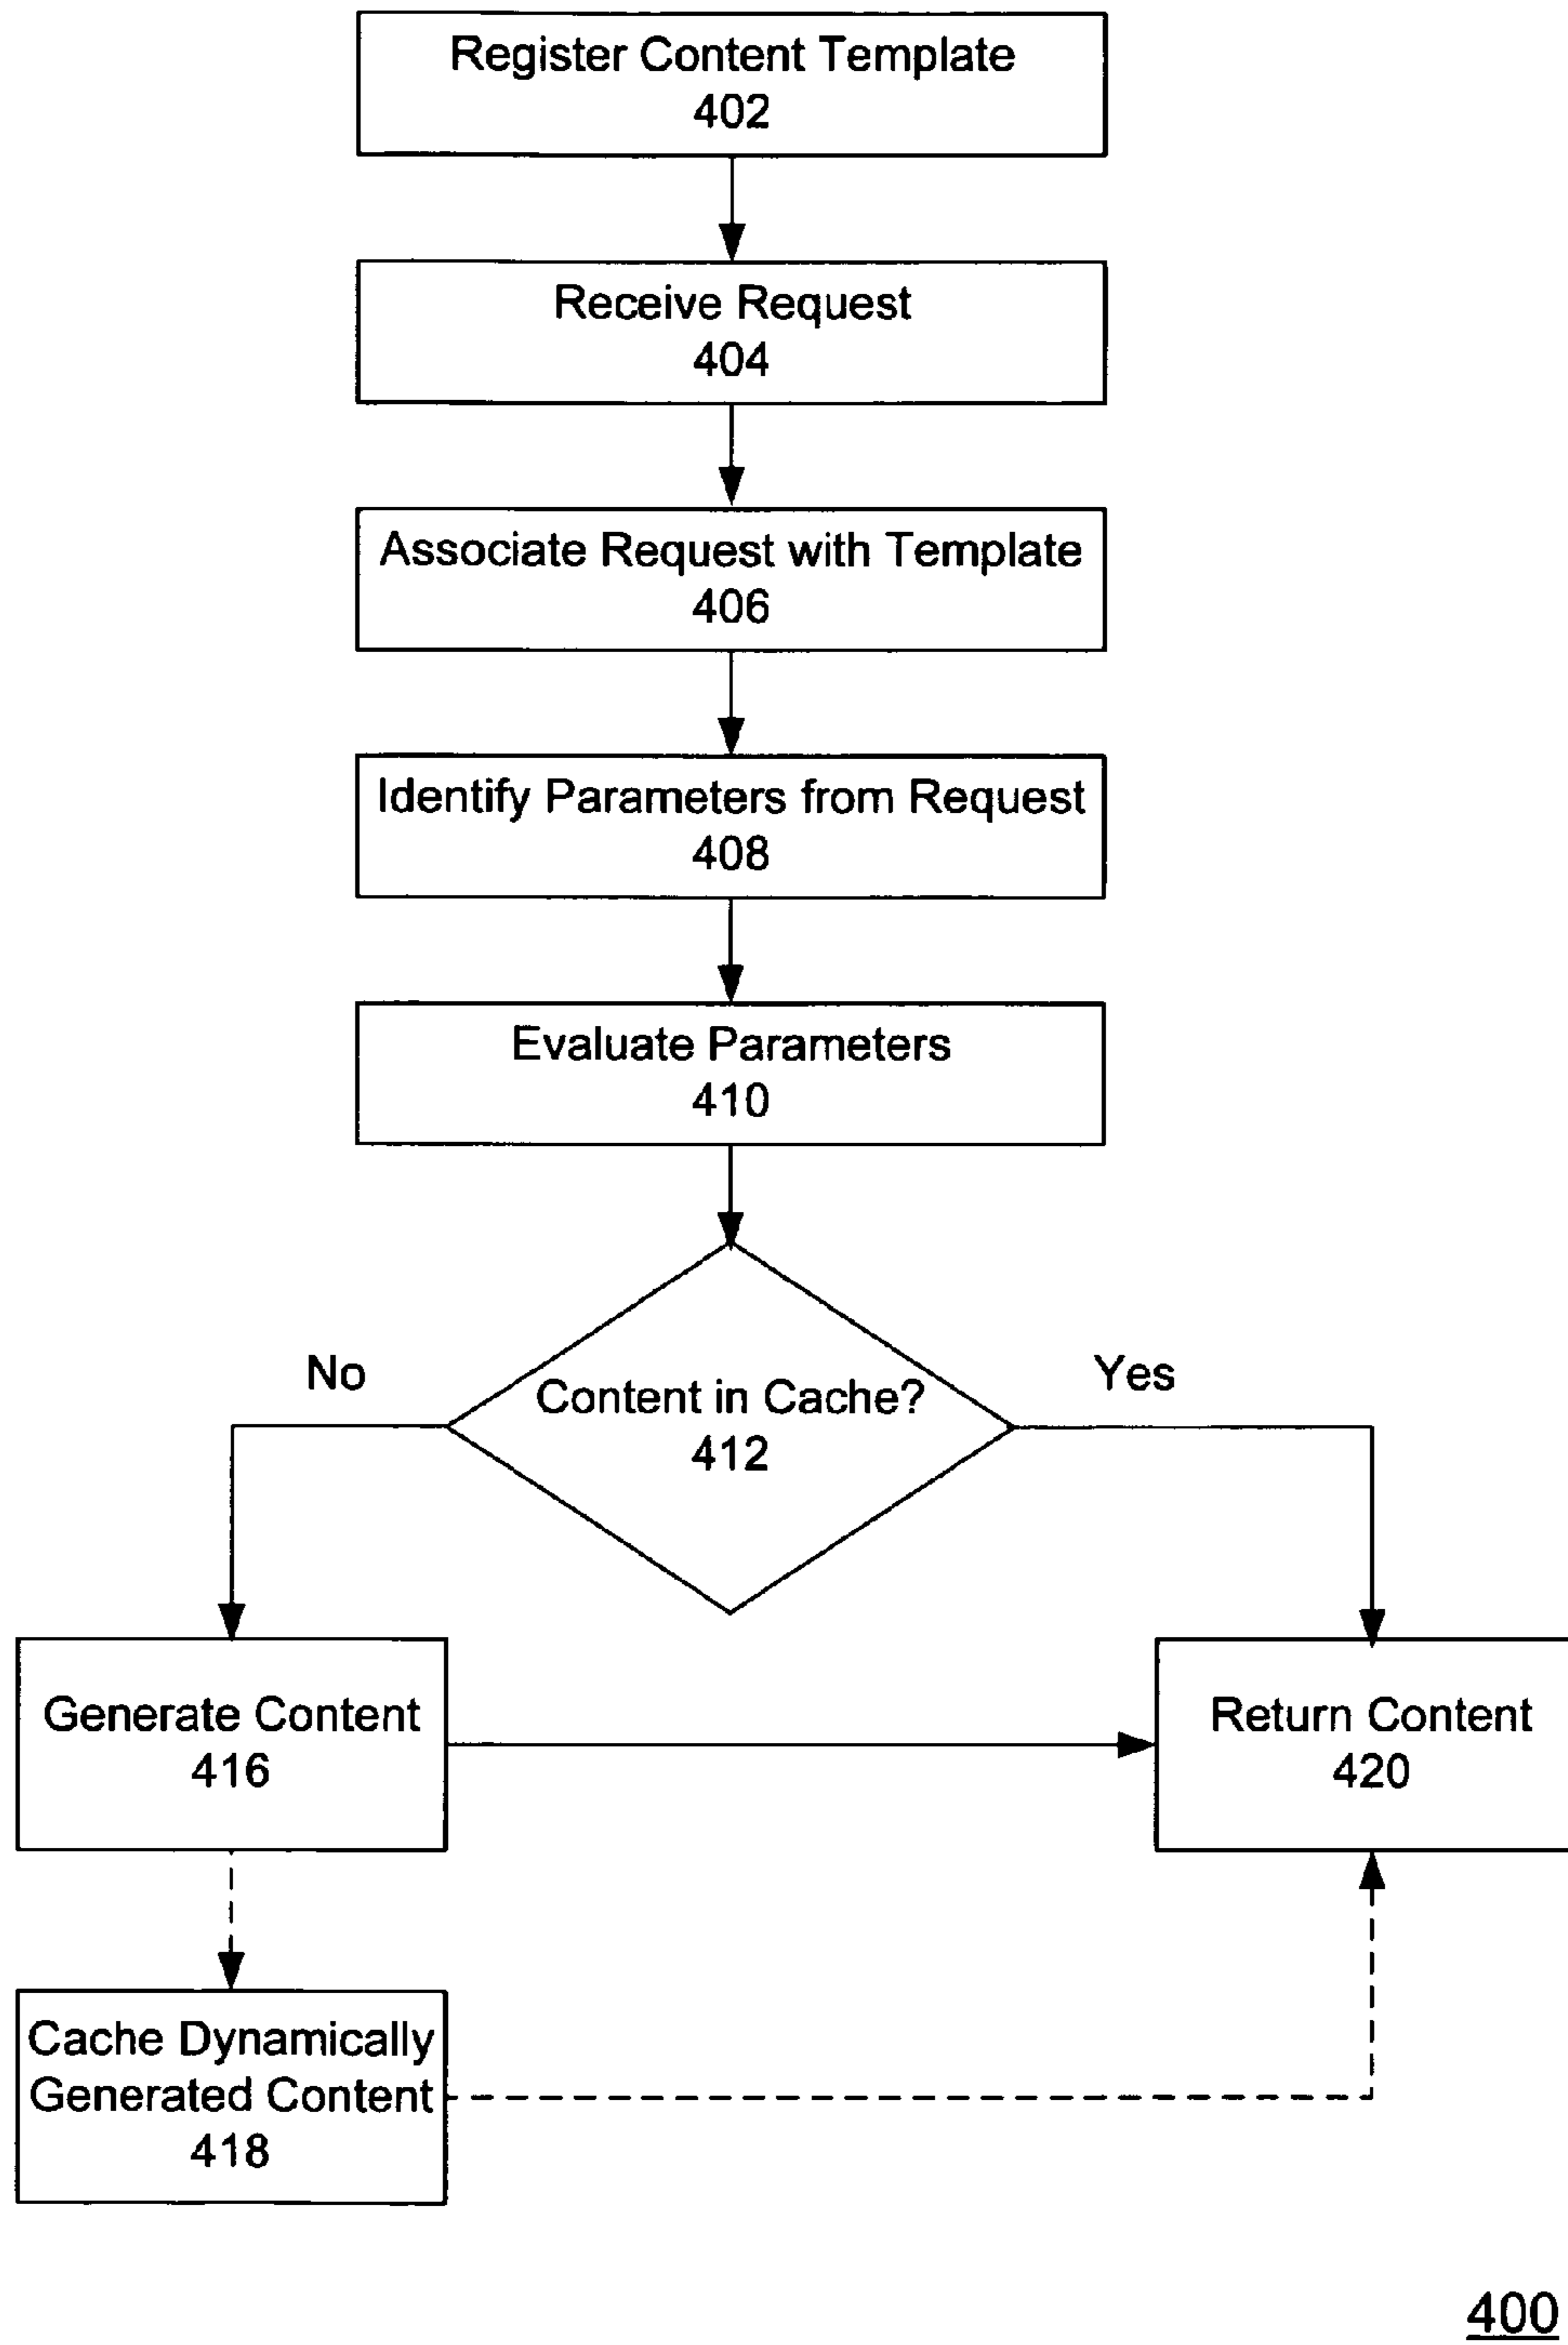 Register Content Template
402
Receive Request
404
Associate Request with Template
406
Identify Parameters from Request
408
Evaluate Parameters
410
No
Yes
Content in Cache?
412
Generate Content
416
Return Content
420
Cache Dynamically
Generated Content
418
400